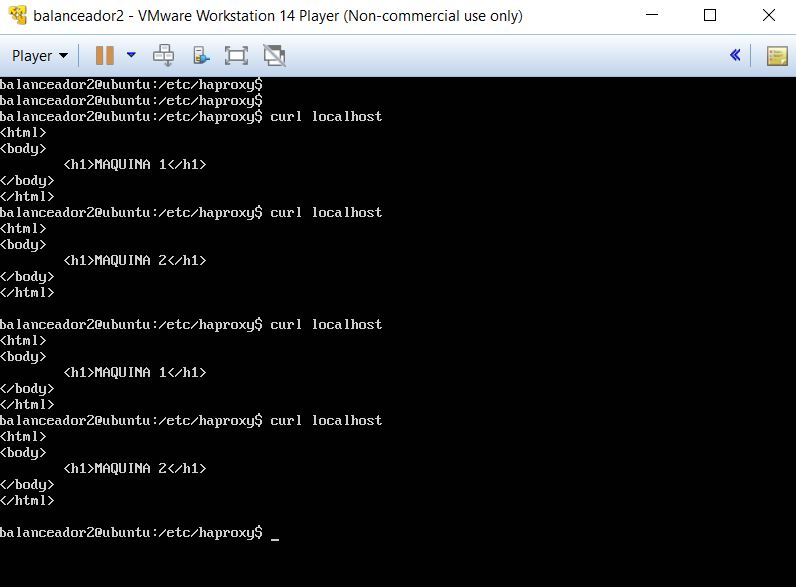 balanceador2 - VMware Workstation 14 Player (Non-commercial use only)
Player
balanceador2@ubuntu:/etc/haproxy$
balanceador2@ubuntu:/etc/haproxy$
balanceador2@ubuntu:/etc/haproxy$ curl localhost
<html>
<body>
        <h1>MAQUINA 1</h1>
</body>
</html>
balanceador2@ubuntu:/etc/haproxy$ curl localhost
<html>
<body>
        <h1>MAQUINA 2</h1>
</body>
</html>

balanceador2@ubuntu:/etc/haproxy$ curl localhost
<html>
<body>
        <h1>MAQUINA 1</h1>
</body>
</html>
balanceador2@ubuntu:/etc/haproxy$ curl localhost
<html>
<body>
        <h1>MAQUINA 2</h1>
</body>
</html>

balanceador2@ubuntu:/etc/haproxy$ _